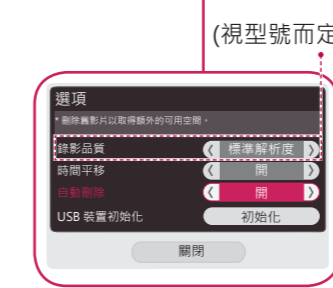 (視型號而定
選項
* 刪除舊影片以取得額外的可用空間。
錄影品質 標準解析度
時間平移 開
自動刪除 開
USB 裝置初始化 初始化
關閉